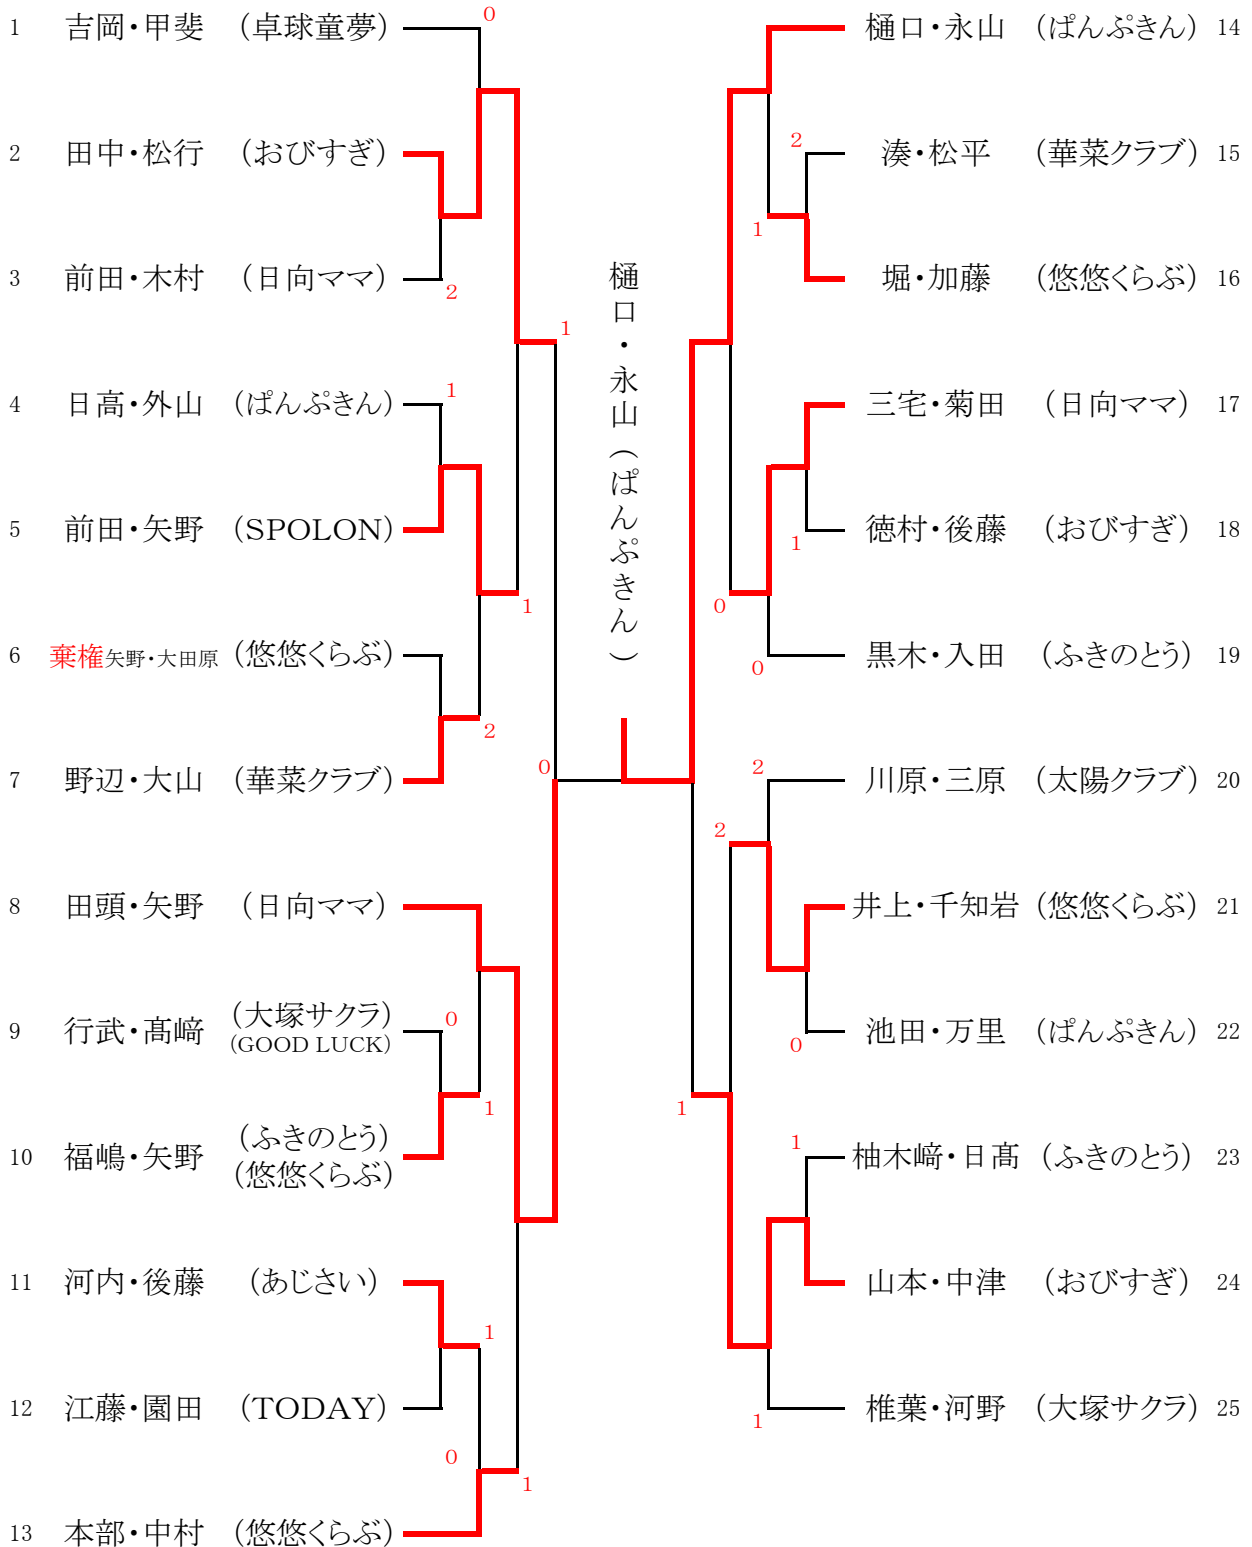 1 吉岡・甲斐 (卓球童夢)
0
2 田中・松行 (おびすぎ)
3 前田・木村 (日向ママ)
2
1
4 日高・外山 (ぱんぷきん)
1
5 前田・矢野 (SPOLON)
1
6 棄権 矢野・大田原 (悠悠くらぶ)
2
7 野辺・大山 (華菜クラブ)
0
8 田頭・矢野 (日向ママ)
9 行武・髙﨑 (大塚サクラ)
(GOOD LUCK)
0
1
10 福嶋・矢野 (ふきのとう)
(悠悠くらぶ)
11 河内・後藤 (あじさい)
1
12 江藤・園田 (TODAY)
0
1
13 本部・中村 (悠悠くらぶ)
樋口・永山(ぱんぷきん)
樋口・永山 (ぱんぷきん) 14
2
湊・松平 (華菜クラブ) 15
1
堀・加藤 (悠悠くらぶ) 16
三宅・菊田 (日向ママ) 17
徳村・後藤 (おびすぎ) 18
1
0
黒木・入田 (ふきのとう) 19
0
2
川原・三原 (太陽クラブ) 20
2
井上・千知岩 (悠悠くらぶ) 21
池田・万里 (ぱんぷきん) 22
0
1
1
柚木﨑・日髙 (ふきのとう) 23
山本・中津 (おびすぎ) 24
椎葉・河野 (大塚サクラ) 25
1